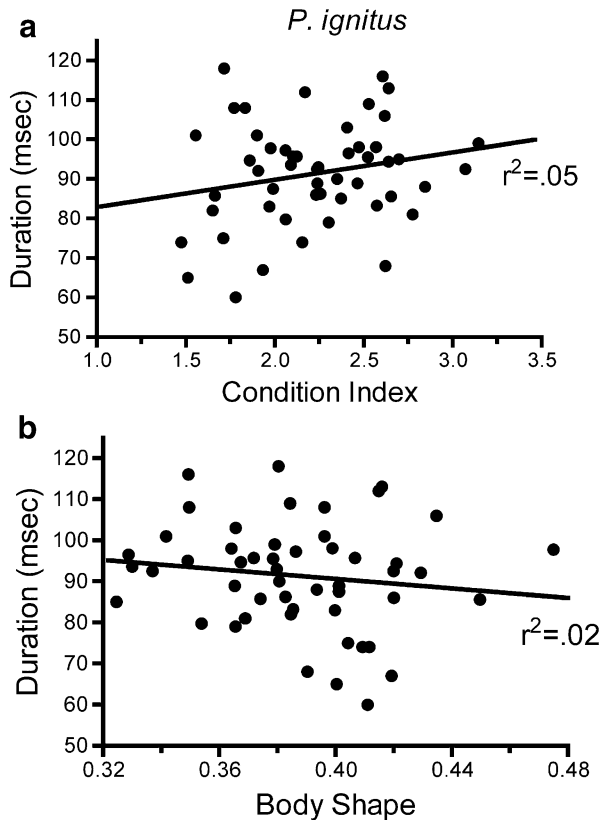 a
P. ignitus
Duration (msec)
120
110
100
90
80
70
60
50
r²=.05
1.0 1.5 2.0 2.5 3.0 3.5
Condition Index
b
Duration (msec)
120
110
100
90
80
70
60
50
r²=.02
0.32 0.36 0.40 0.44 0.48
Body Shape